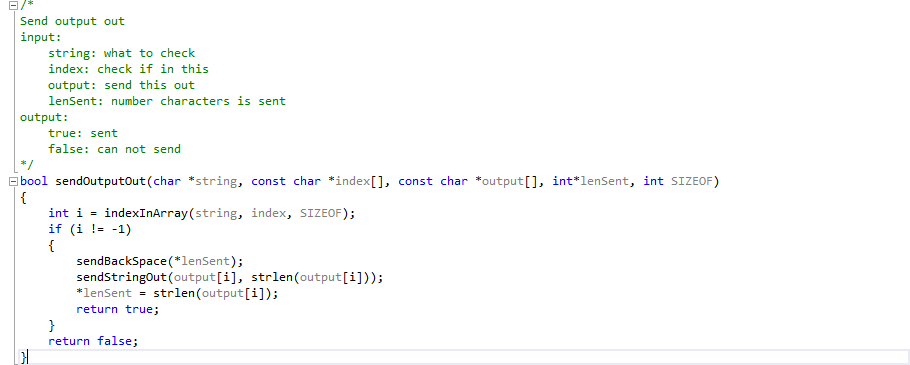 /*
Send output out
input:
    string: what to check
    index: check if in this
    output: send this out
    lenSent: number characters is sent
output:
    true: sent
    false: can not send
*/
bool sendOutputOut(char *string, const char *index[], const char *output[], int*lenSent, int SIZEOF)
{
    int i = indexInArray(string, index, SIZEOF);
    if (i != -1)
    {
        sendBackSpace(*lenSent);
        sendStringOut(output[i], strlen(output[i]));
        *lenSent = strlen(output[i]);
        return true;
    }
    return false;
}